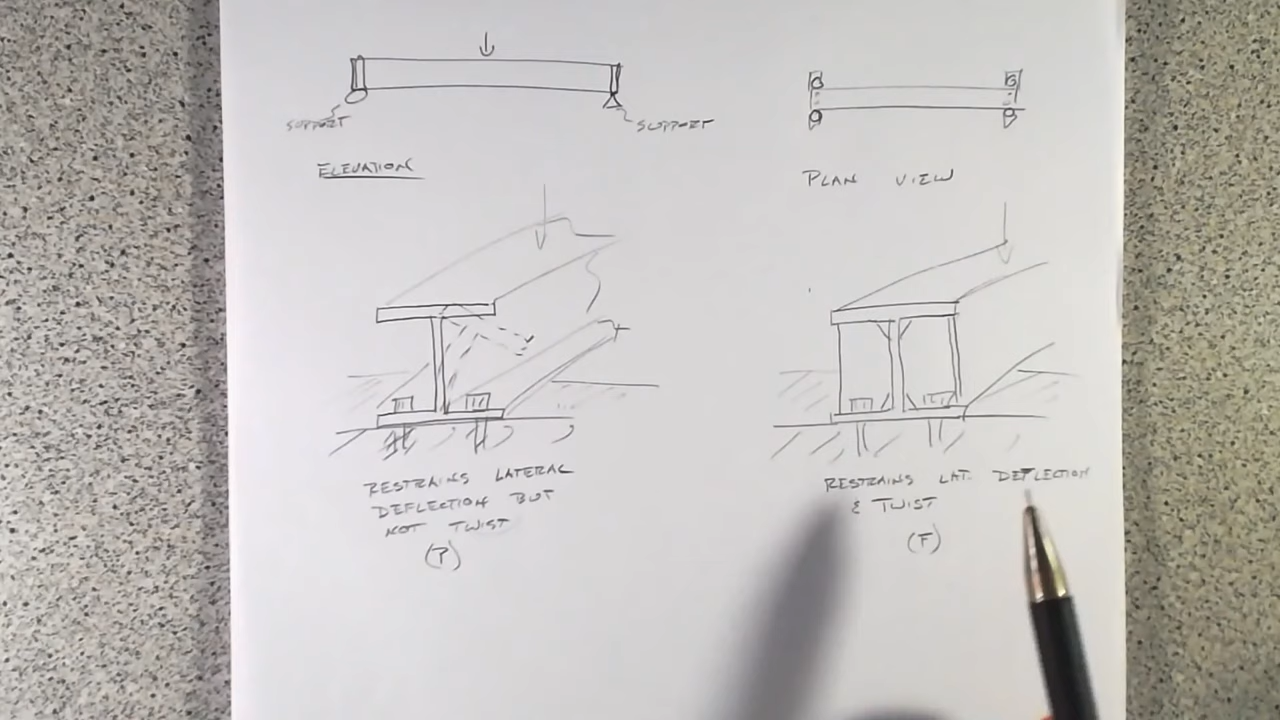 SUPPORT
SUPPORT
ELEVATION
PLAN VIEW
RESTRAINS LATERAL
DEFLECTION BUT
NOT TWIST
(P)
RESTRAINS LAT. DEFLECTION
& TWIST
(F)